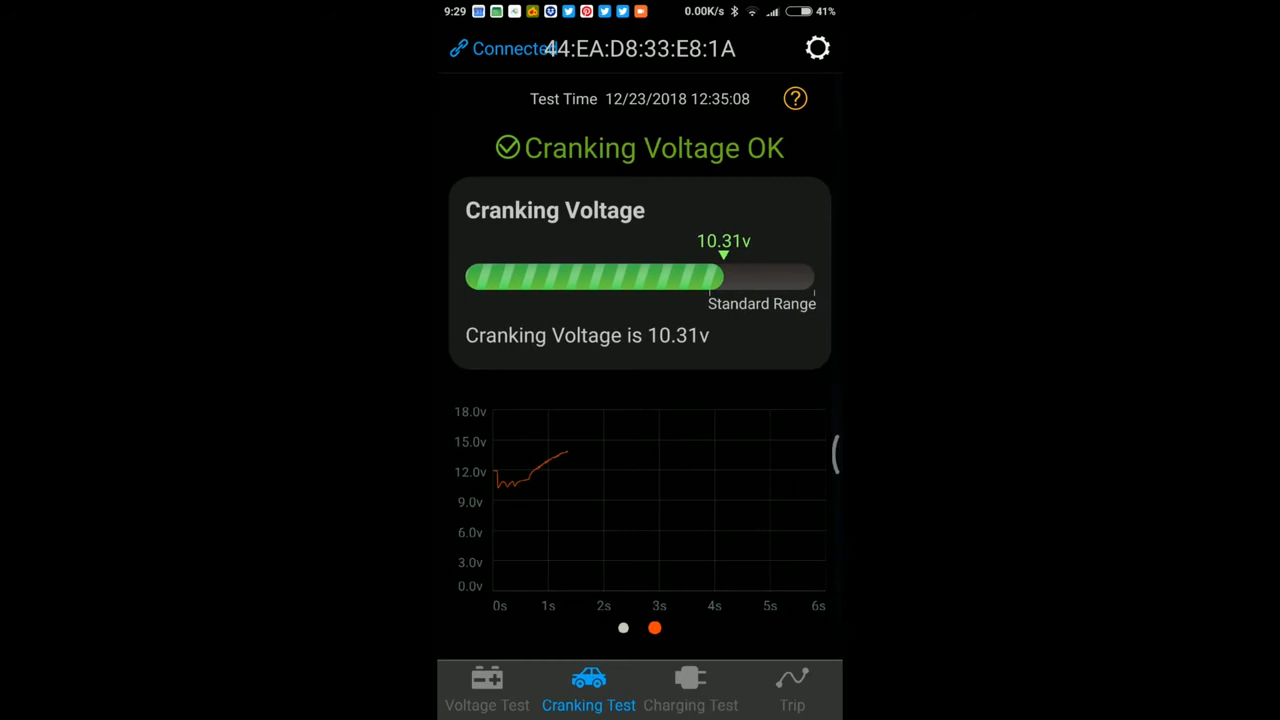 9:29 0.00K/s 41%
Connected 44:EA:D8:33:E8:1A
Test Time 12/23/2018 12:35:08 ?
Cranking Voltage OK
Cranking Voltage
10.31v
Standard Range
Cranking Voltage is 10.31v
18.0v
15.0v
12.0v
9.0v
6.0v
3.0v
0.0v
0s 1s 2s 3s 4s 5s 6s
Voltage Test Cranking Test Charging Test Trip